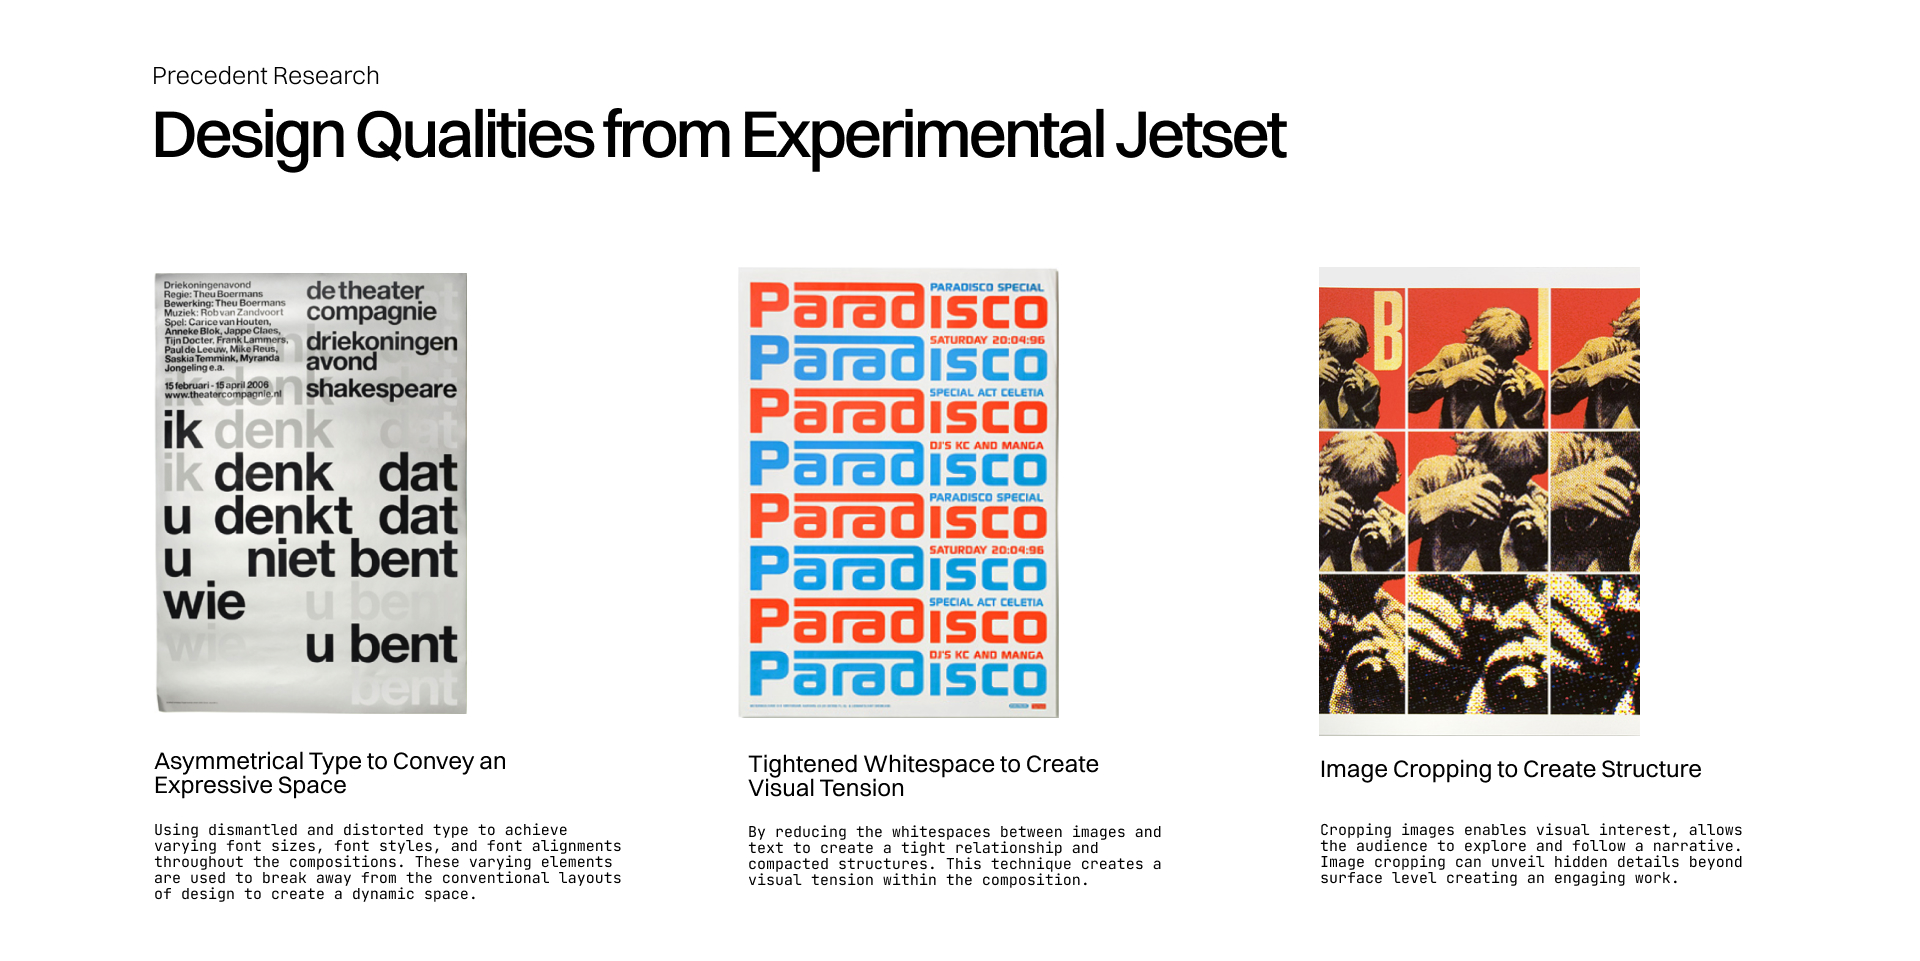 Precedent Research
Design Qualities from Experimental Jetset
Driekoningenavond
Regie: Theu Boermans
Bewerking: Theu Boermans
Muziek: Rob van Zandvoort
Spel: Carice van Houten,
Anneke Blok, Jappe Claes,
Tijn Docter, Frank Lammers,
Paul de Leeuw, Mike Reus,
Saskia Temmink, Myranda
Jongeling e.a.
15 februari - 15 april 2006
www.theatercompagnie.nl
de theater
compagnie
driekoningen
avond
shakespeare
ik denk
ik denk dat
ik denk dat
u denkt dat
u niet bent
wie u ben
wie u bent
bent
PARADISCO SPECIAL
Paradisco
SATURDAY 20:04:96
Paradisco
SPECIAL ACT CELETIA
Paradisco
DJ'S KC AND MANGA
Paradisco
PARADISCO SPECIAL
Paradisco
SATURDAY 20:04:96
Paradisco
SPECIAL ACT CELETIA
Paradisco
DJ'S KC AND MANGA
Paradisco
B
Asymmetrical Type to Convey an
Expressive Space
Using dismantled and distorted type to achieve
varying font sizes, font styles, and font alignments
throughout the compositions. These varying elements
are used to break away from the conventional layouts
of design to create a dynamic space.
Tightened Whitespace to Create
Visual Tension
By reducing the whitespaces between images and
text to create a tight relationship and
compacted structures. This technique creates a
visual tension within the composition.
Image Cropping to Create Structure
Cropping images enables visual interest, allows
the audience to explore and follow a narrative.
Image cropping can unveil hidden details beyond
surface level creating an engaging work.